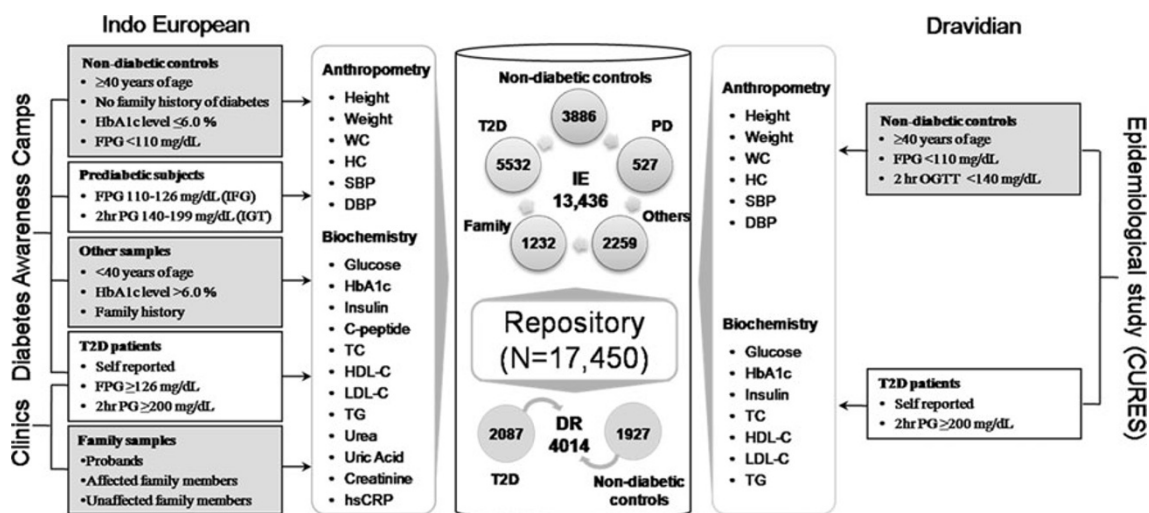 Indo European
Dravidian
Diabetes Awareness Camps
Clinics
Non-diabetic controls
• ≥40 years of age
• No family history of diabetes
• HbA1c level ≤6.0 %
• FPG <110 mg/dL
Prediabetic subjects
• FPG 110-126 mg/dL (IFG)
• 2hr PG 140-199 mg/dL (IGT)
Other samples
• <40 years of age
• HbA1c level >6.0 %
• Family history
T2D patients
• Self reported
• FPG ≥126 mg/dL
• 2hr PG ≥200 mg/dL
Family samples
•Probands
•Affected family members
•Unaffected family members
Anthropometry
• Height
• Weight
• WC
• HC
• SBP
• DBP
Biochemistry
• Glucose
• HbA1c
• Insulin
• C-peptide
• TC
• HDL-C
• LDL-C
• TG
• Urea
• Uric Acid
• Creatinine
• hsCRP
Non-diabetic controls
3886
T2D
PD
5532
527
IE
13,436
Family
Others
1232
2259
Repository
(N=17,450)
2087
DR
4014
1927
T2D
Non-diabetic
controls
Anthropometry
• Height
• Weight
• WC
• HC
• SBP
• DBP
Biochemistry
• Glucose
• HbA1c
• Insulin
• TC
• HDL-C
• LDL-C
• TG
Non-diabetic controls
• ≥40 years of age
• FPG <110 mg/dL
• 2 hr OGTT <140 mg/dL
T2D patients
• Self reported
• 2hr PG ≥200 mg/dL
Epidemiological study (CURES)